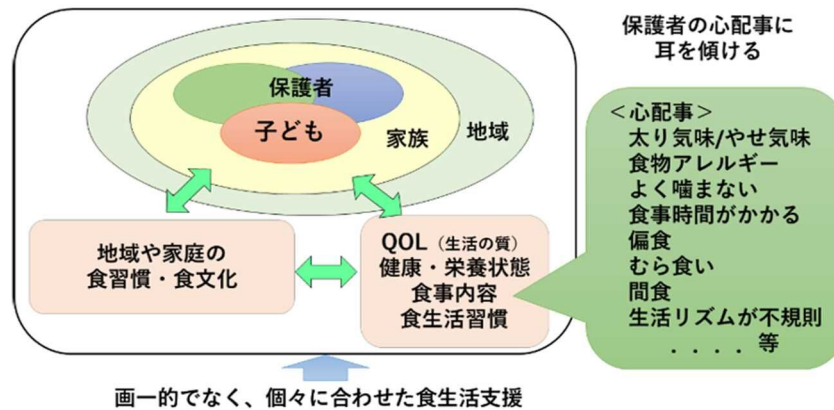 保護者の心配事に
耳を傾ける
保護者
子ども
家族
地域
地域や家庭の
食習慣・食文化
QOL（生活の質）
健康・栄養状態
食事内容
食生活習慣
＜心配事＞
太り気味/やせ気味
食物アレルギー
よく噛まない
食事時間がかかる
偏食
むら食い
間食
生活リズムが不規則
．．．．等
画一的でなく、個々に合わせた食生活支援